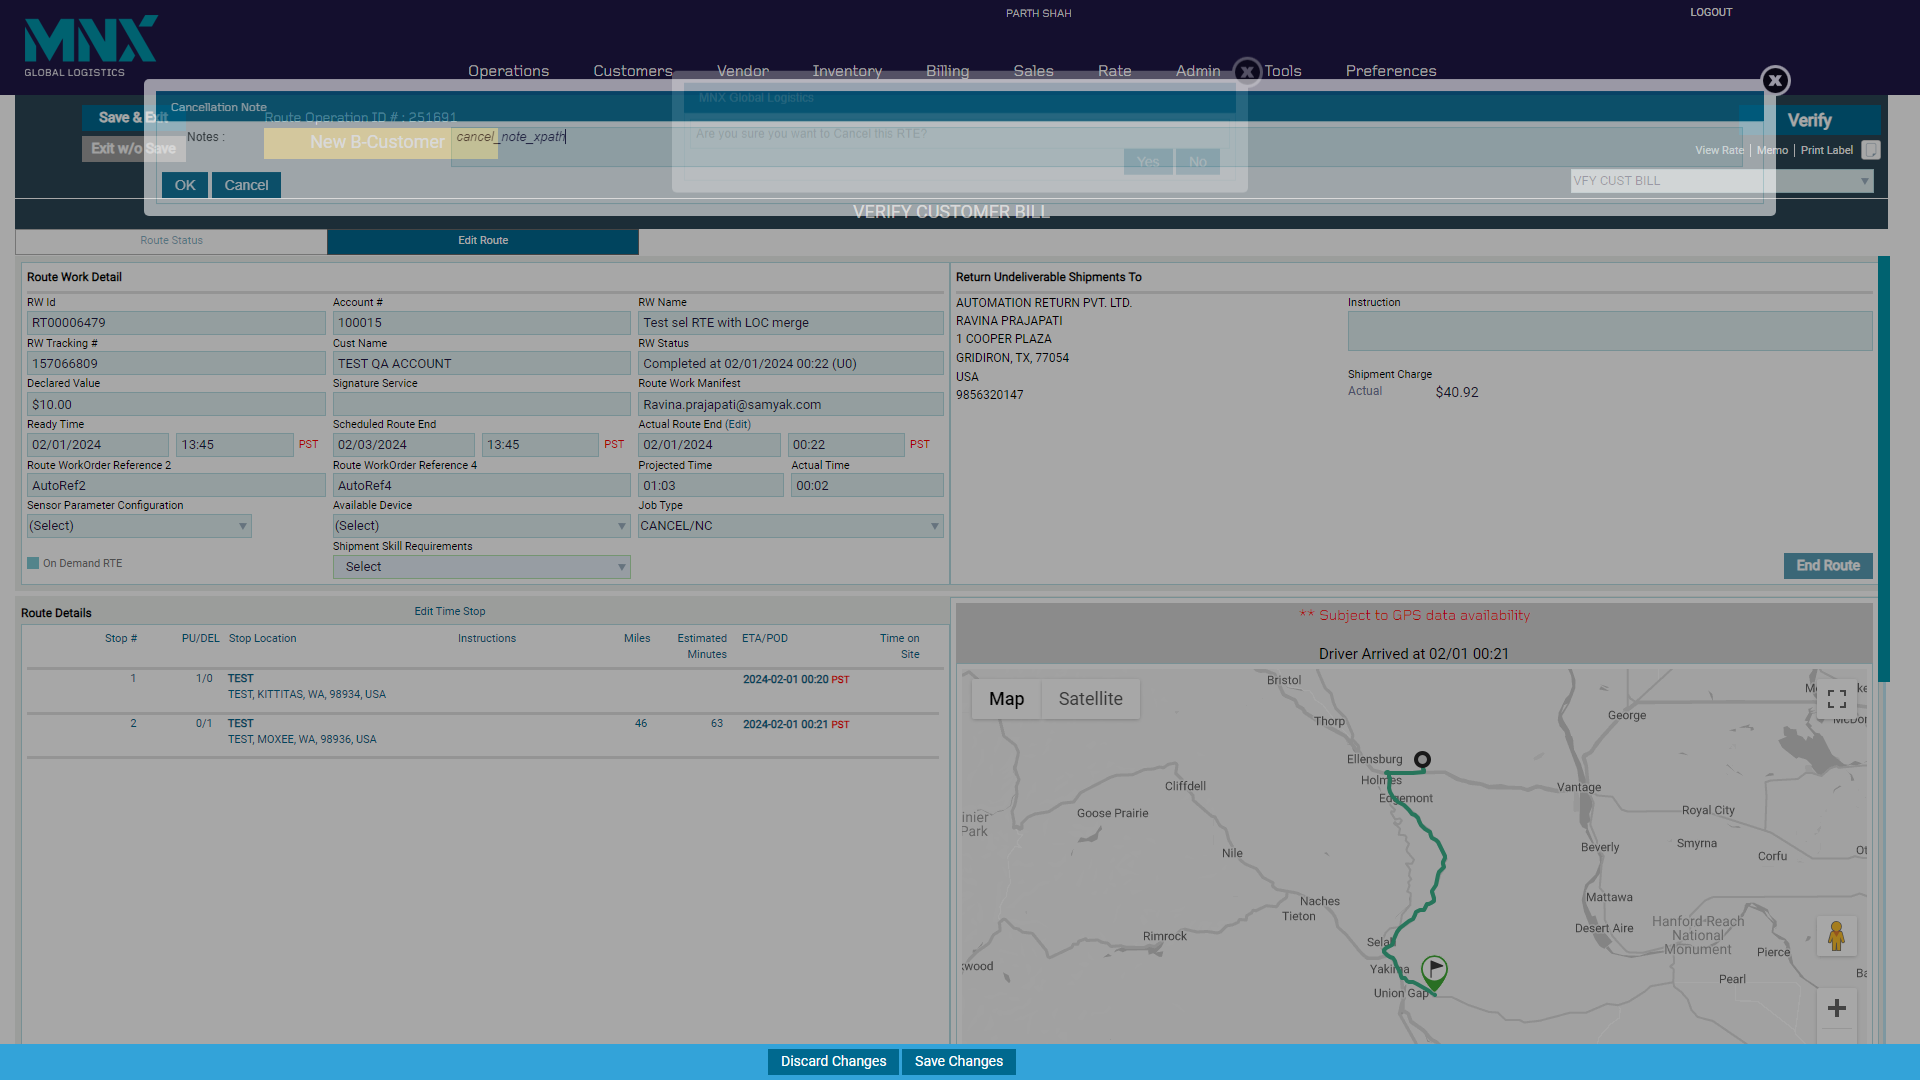 PARTH SHAH
LOGOUT
MNX
GLOBAL LOGISTICS
Operations Customers Vendor Inventory Billing Sales Rate Admin Tools Preferences
X
X
MNX Global Logistics
Cancellation Note
Save & Exit
Route Operation ID # : 251691
Verify
Notes :
cancel_note_xpath
Are you sure you want to Cancel this RTE?
New B-Customer
Exit w/o Save
View Rate | Memo | Print Label
Yes No
VFY CUST BILL
OK Cancel
VERIFY CUSTOMER BILL
Route Status Edit Route
Route Work Detail
RW Id Account # RW Name
RT00006479 100015 Test sel RTE with LOC merge
RW Tracking # Cust Name RW Status
157066809 TEST QA ACCOUNT Completed at 02/01/2024 00:22 (U0)
Declared Value Signature Service Route Work Manifest
$10.00 Ravina.prajapati@samyak.com
Ready Time Scheduled Route End Actual Route End (Edit)
02/01/2024 13:45 PST 02/03/2024 13:45 PST 02/01/2024 00:22 PST
Route WorkOrder Reference 2 Route WorkOrder Reference 4 Projected Time Actual Time
AutoRef2 AutoRef4 01:03 00:02
Sensor Parameter Configuration Available Device Job Type
(Select) (Select) CANCEL/NC
Shipment Skill Requirements
On Demand RTE Select
Return Undeliverable Shipments To
AUTOMATION RETURN PVT. LTD.
RAVINA PRAJAPATI
1 COOPER PLAZA
GRIDIRON, TX, 77054
USA
9856320147
Instruction
Shipment Charge
Actual $40.92
End Route
Route Details Edit Time Stop
Stop # PU/DEL Stop Location Instructions Miles Estimated Minutes ETA/POD Time on Site
1 1/0 TEST 2024-02-01 00:20 PST
TEST, KITTITAS, WA, 98934, USA
2 0/1 TEST 46 63 2024-02-01 00:21 PST
TEST, MOXEE, WA, 98936, USA
** Subject to GPS data availability
Driver Arrived at 02/01 00:21
Map Satellite
Bristol
Thorp
George
Ellensburg
Holmes
Edgemont
Cliffdell
Vantage
Goose Prairie
Royal City
inier
Park
Nile
Beverly
Smyrna
Corfu
Ot
Naches
Tieton
Mattawa
Rimrock
Desert Aire
Hanford Reach
National
Monument
Selah
Pierce
kwood
Yakima
Pearl
Ba
Union Gap
Discard Changes Save Changes